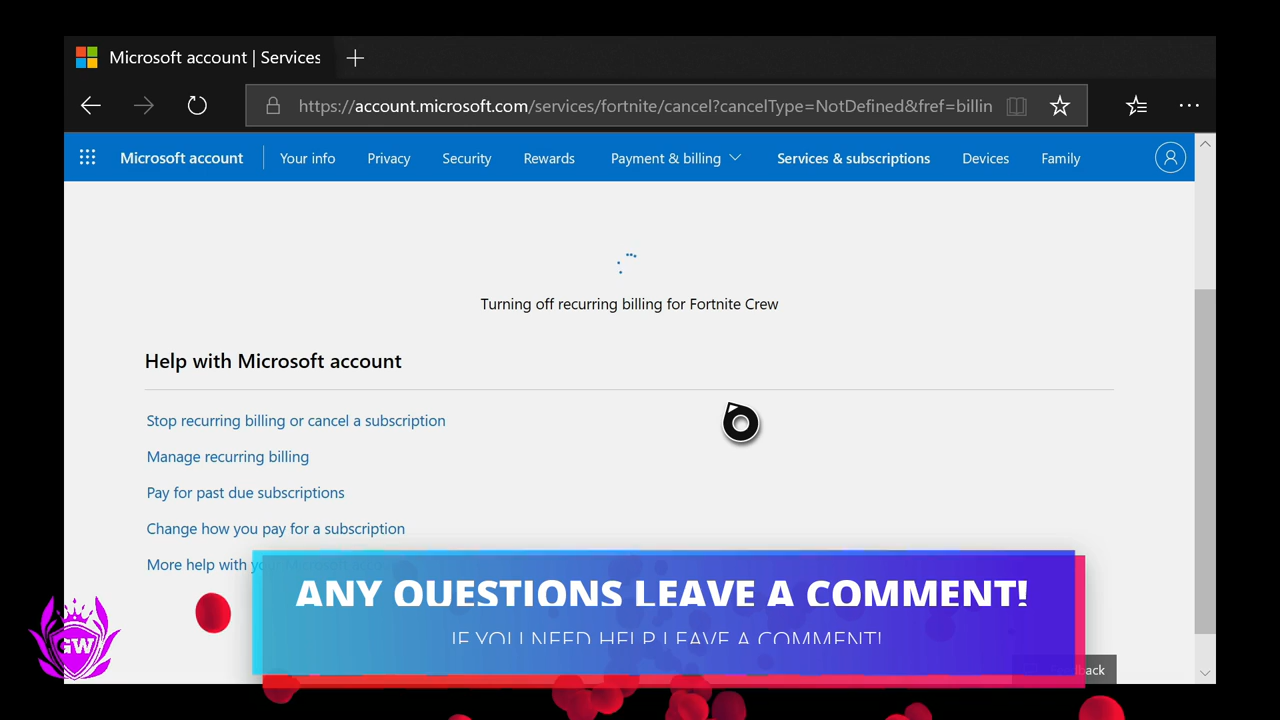 Microsoft account | Services
https://account.microsoft.com/services/fortnite/cancel?cancelType=NotDefined&fref=billin
Microsoft account Your info Privacy Security Rewards Payment & billing Services & subscriptions Devices Family
Turning off recurring billing for Fortnite Crew
Help with Microsoft account
Stop recurring billing or cancel a subscription
Manage recurring billing
Pay for past due subscriptions
Change how you pay for a subscription
More help with
ANY QUESTIONS LEAVE A COMMENT!
IF YOU NEED HELP LEAVE A COMMENT!
GW